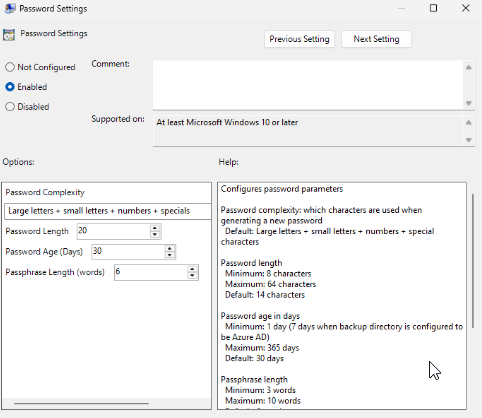 Password Settings
Password Settings
Previous Setting
Next Setting
Not Configured
Enabled
Disabled
Comment:
Supported on:
At least Microsoft Windows 10 or later
Options:
Help:
Password Complexity
Large letters + small letters + numbers + specials
Password Length 20
Password Age (Days) 30
Passphrase Length (words) 6
Configures password parameters
Password complexity: which characters are used when
generating a new password
Default: Large letters + small letters + numbers + special
characters
Password length
Minimum: 8 characters
Maximum: 64 characters
Default: 14 characters
Password age in days
Minimum: 1 day (7 days when backup directory is configured to
be Azure AD)
Maximum: 365 days
Default: 30 days
Passphrase length
Minimum: 3 words
Maximum: 10 words